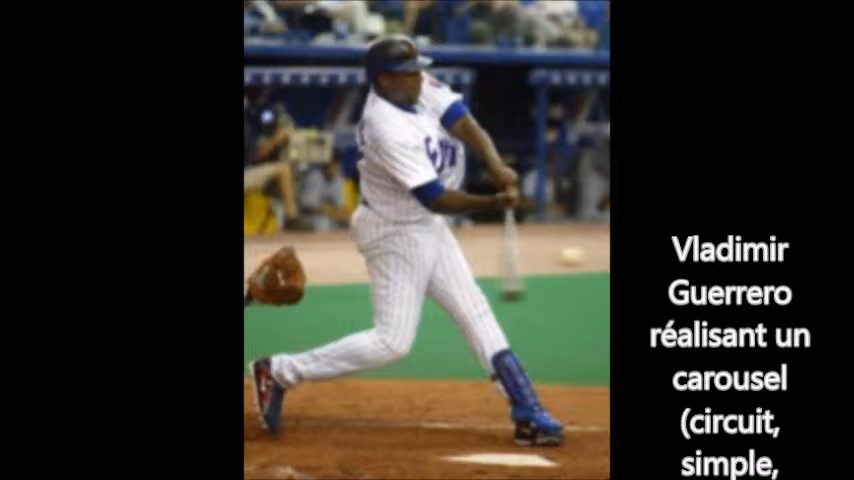 Vladimir
Guerrero
réalisant un
carousel
(circuit,
simple,